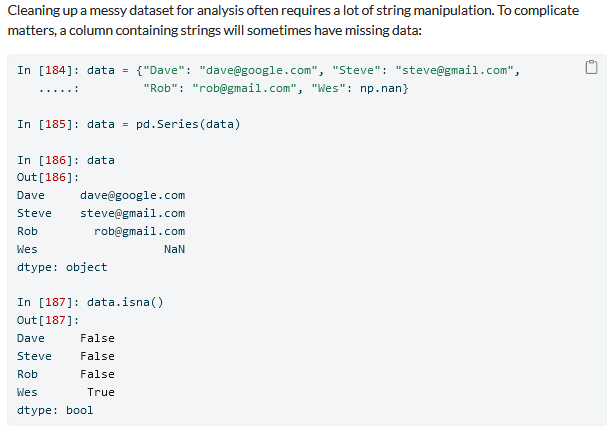 Cleaning up a messy dataset for analysis often requires a lot of string manipulation. To complicate
matters, a column containing strings will sometimes have missing data:
In [184]: data = {"Dave": "dave@google.com", "Steve": "steve@gmail.com",
   .....:         "Rob": "rob@gmail.com", "Wes": np.nan}
In [185]: data = pd.Series(data)
In [186]: data
Out[186]:
Dave     dave@google.com
Steve    steve@gmail.com
Rob        rob@gmail.com
Wes                  NaN
dtype: object
In [187]: data.isna()
Out[187]:
Dave     False
Steve    False
Rob      False
Wes       True
dtype: bool